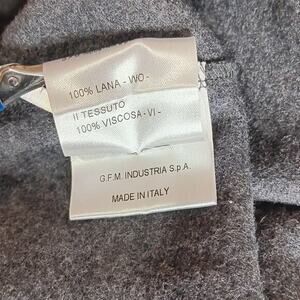 100% LANA - WO -
II TESSUTO
100% VISCOSA - VI -
G.F.M. INDUSTRIA S.p.A.
MADE IN ITALY